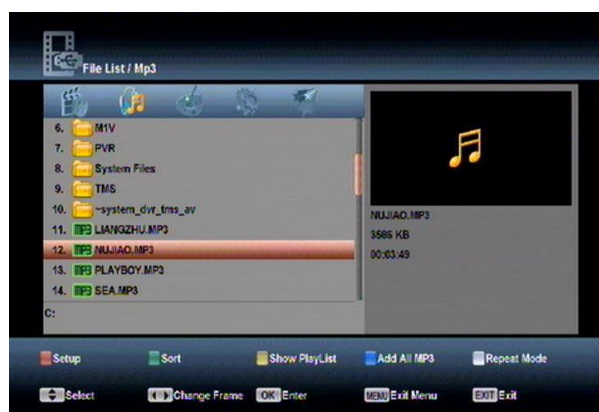 File List / Mp3
6. M1V
7. PVR
8. System Files
9. TMS
10. ~system_dvr_tms_av
11. MP3 LIANGZHU.MP3
12. MP3 NUJIAO.MP3
13. MP3 PLAYBOY.MP3
14. MP3 SEA.MP3
C:
NUJIAO.MP3
3586 KB
00:03:49
Setup Sort Show PlayList Add All MP3 Repeat Mode
Select Change Frame OK Enter MENU Exit Menu EXIT Exit